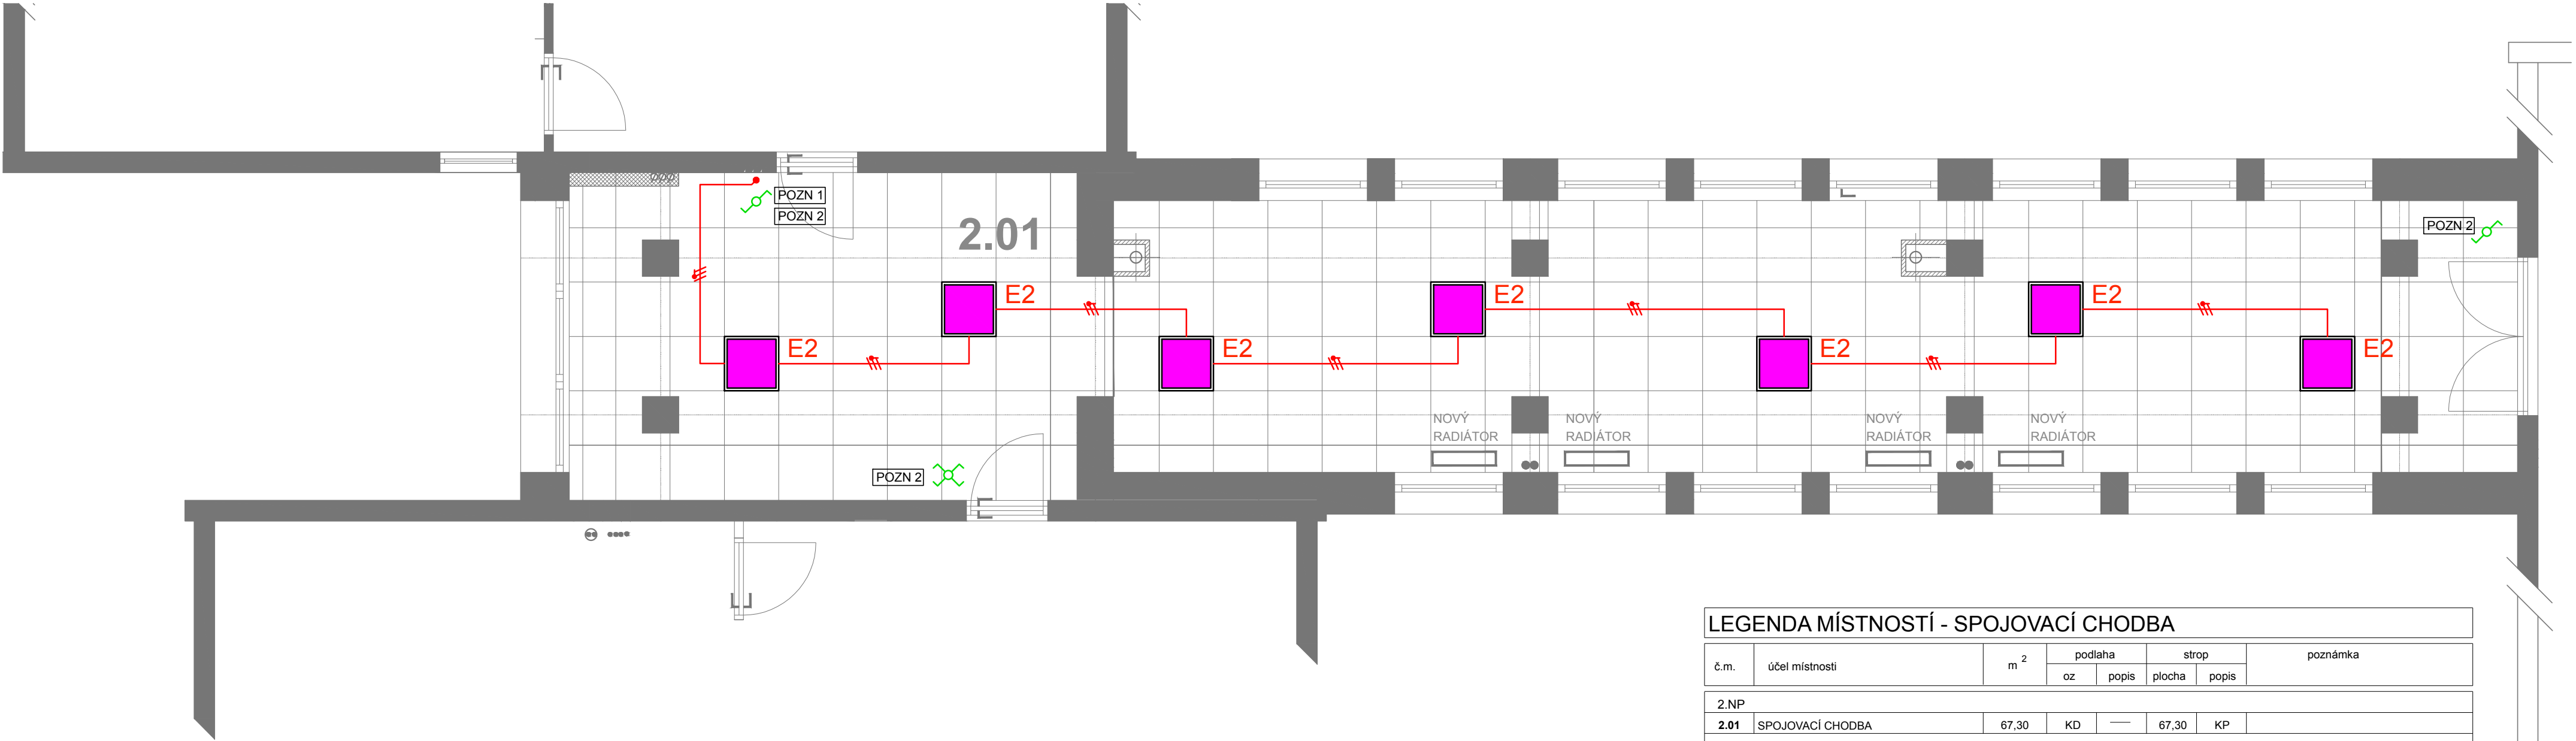 POZN 1
POZN 2
2.01
POZN 2
E2
E2
E2
E2
E2
E2
E2
NOVÝ
RADIÁTOR
NOVÝ
RADIÁTOR
NOVÝ
RADIÁTOR
NOVÝ
RADIÁTOR
POZN 2
LEGENDA MÍSTNOSTÍ - SPOJOVACÍ CHODBA
č.m. účel místnosti m 2 podlaha strop poznámka
oz popis plocha popis
2.NP
2.01 SPOJOVACÍ CHODBA 67,30 KD — 67,30 KP